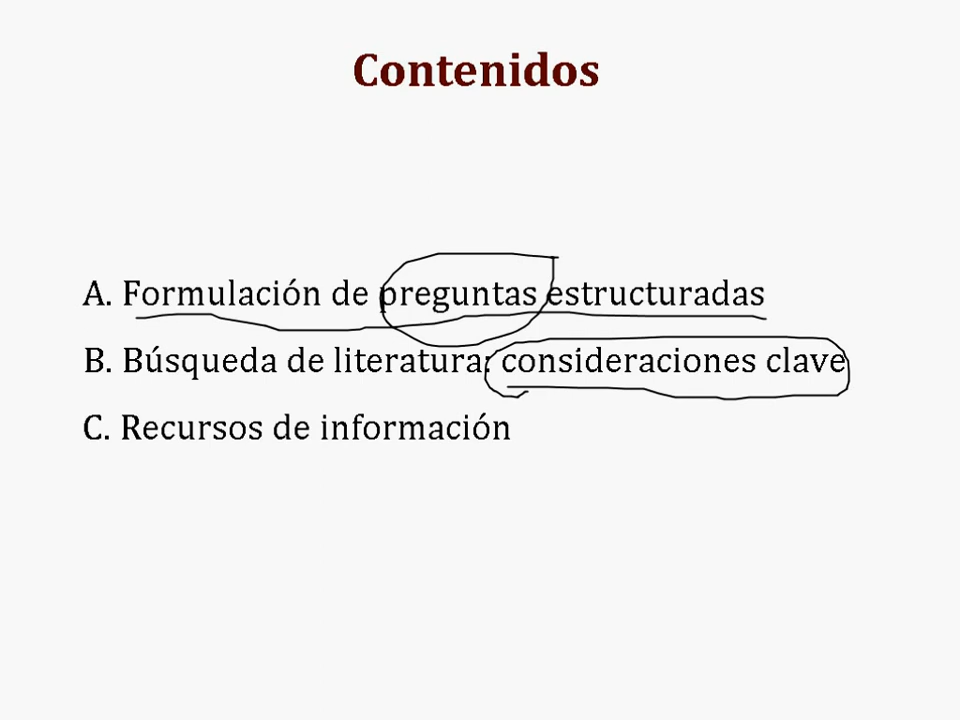 Contenidos
A. Formulación de preguntas estructuradas
B. Búsqueda de literatura: consideraciones clave
C. Recursos de información